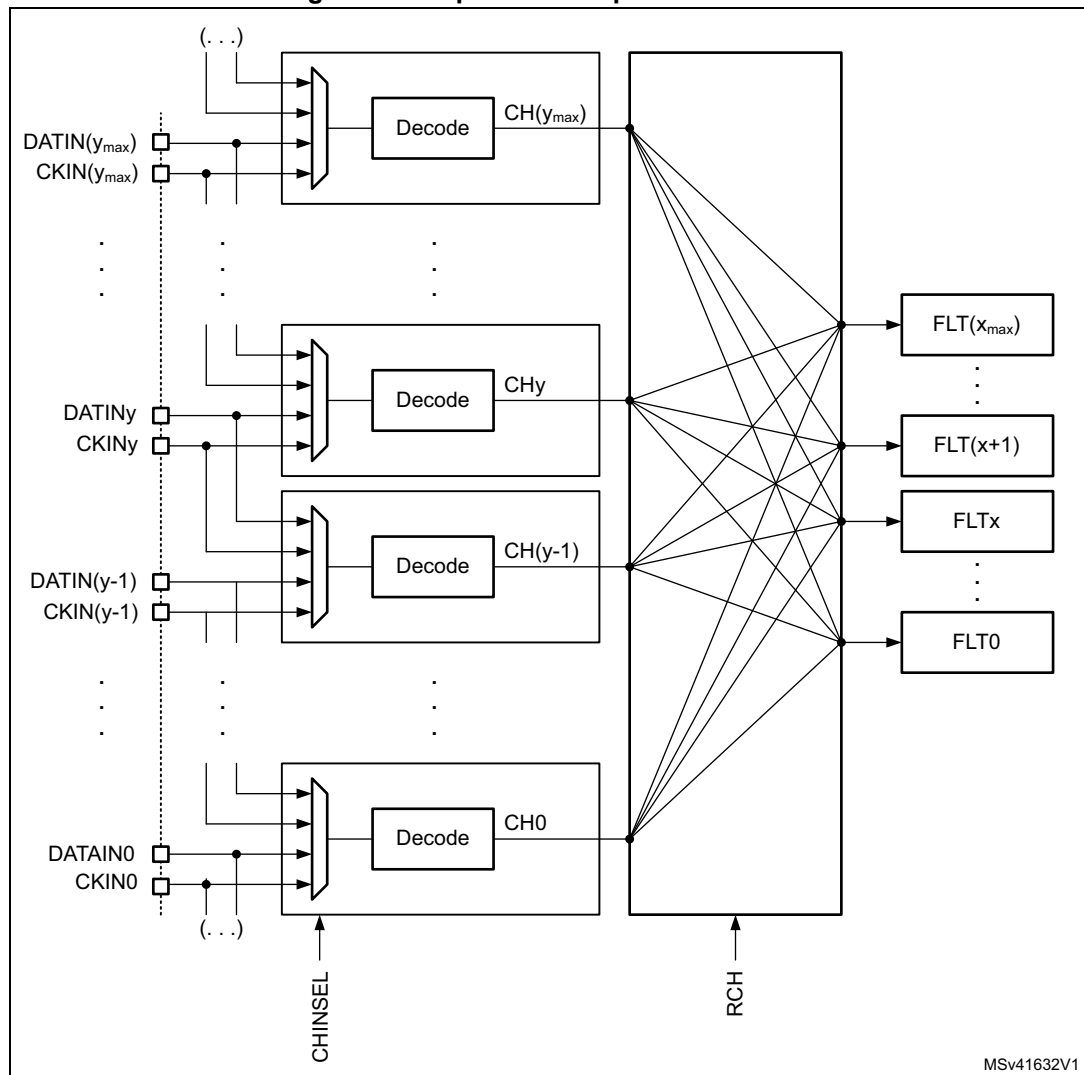 (. . .)
Decode
CH(ymax)
DATIN(ymax)
CKIN(ymax)
FLT(xmax)
Decode
CHy
DATINy
CKINy
FLT(x+1)
FLTx
Decode
CH(y-1)
DATIN(y-1)
CKIN(y-1)
FLT0
Decode
CH0
DATAIN0
CKIN0
(. . .)
CHINSEL
RCH
MSv41632V1